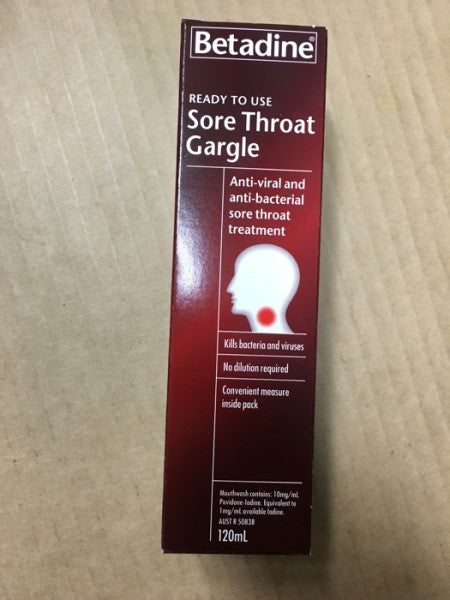 Betadine®
READY TO USE
Sore Throat
Gargle
Anti-viral and
anti-bacterial
sore throat
treatment
Kills bacteria and viruses
No dilution required
Convenient measure
inside pack
Mouthwash contains: 10mg/mL
Povidone-Iodine. Equivalent to
1mg/mL available Iodine.
AUST R 50838
120mL